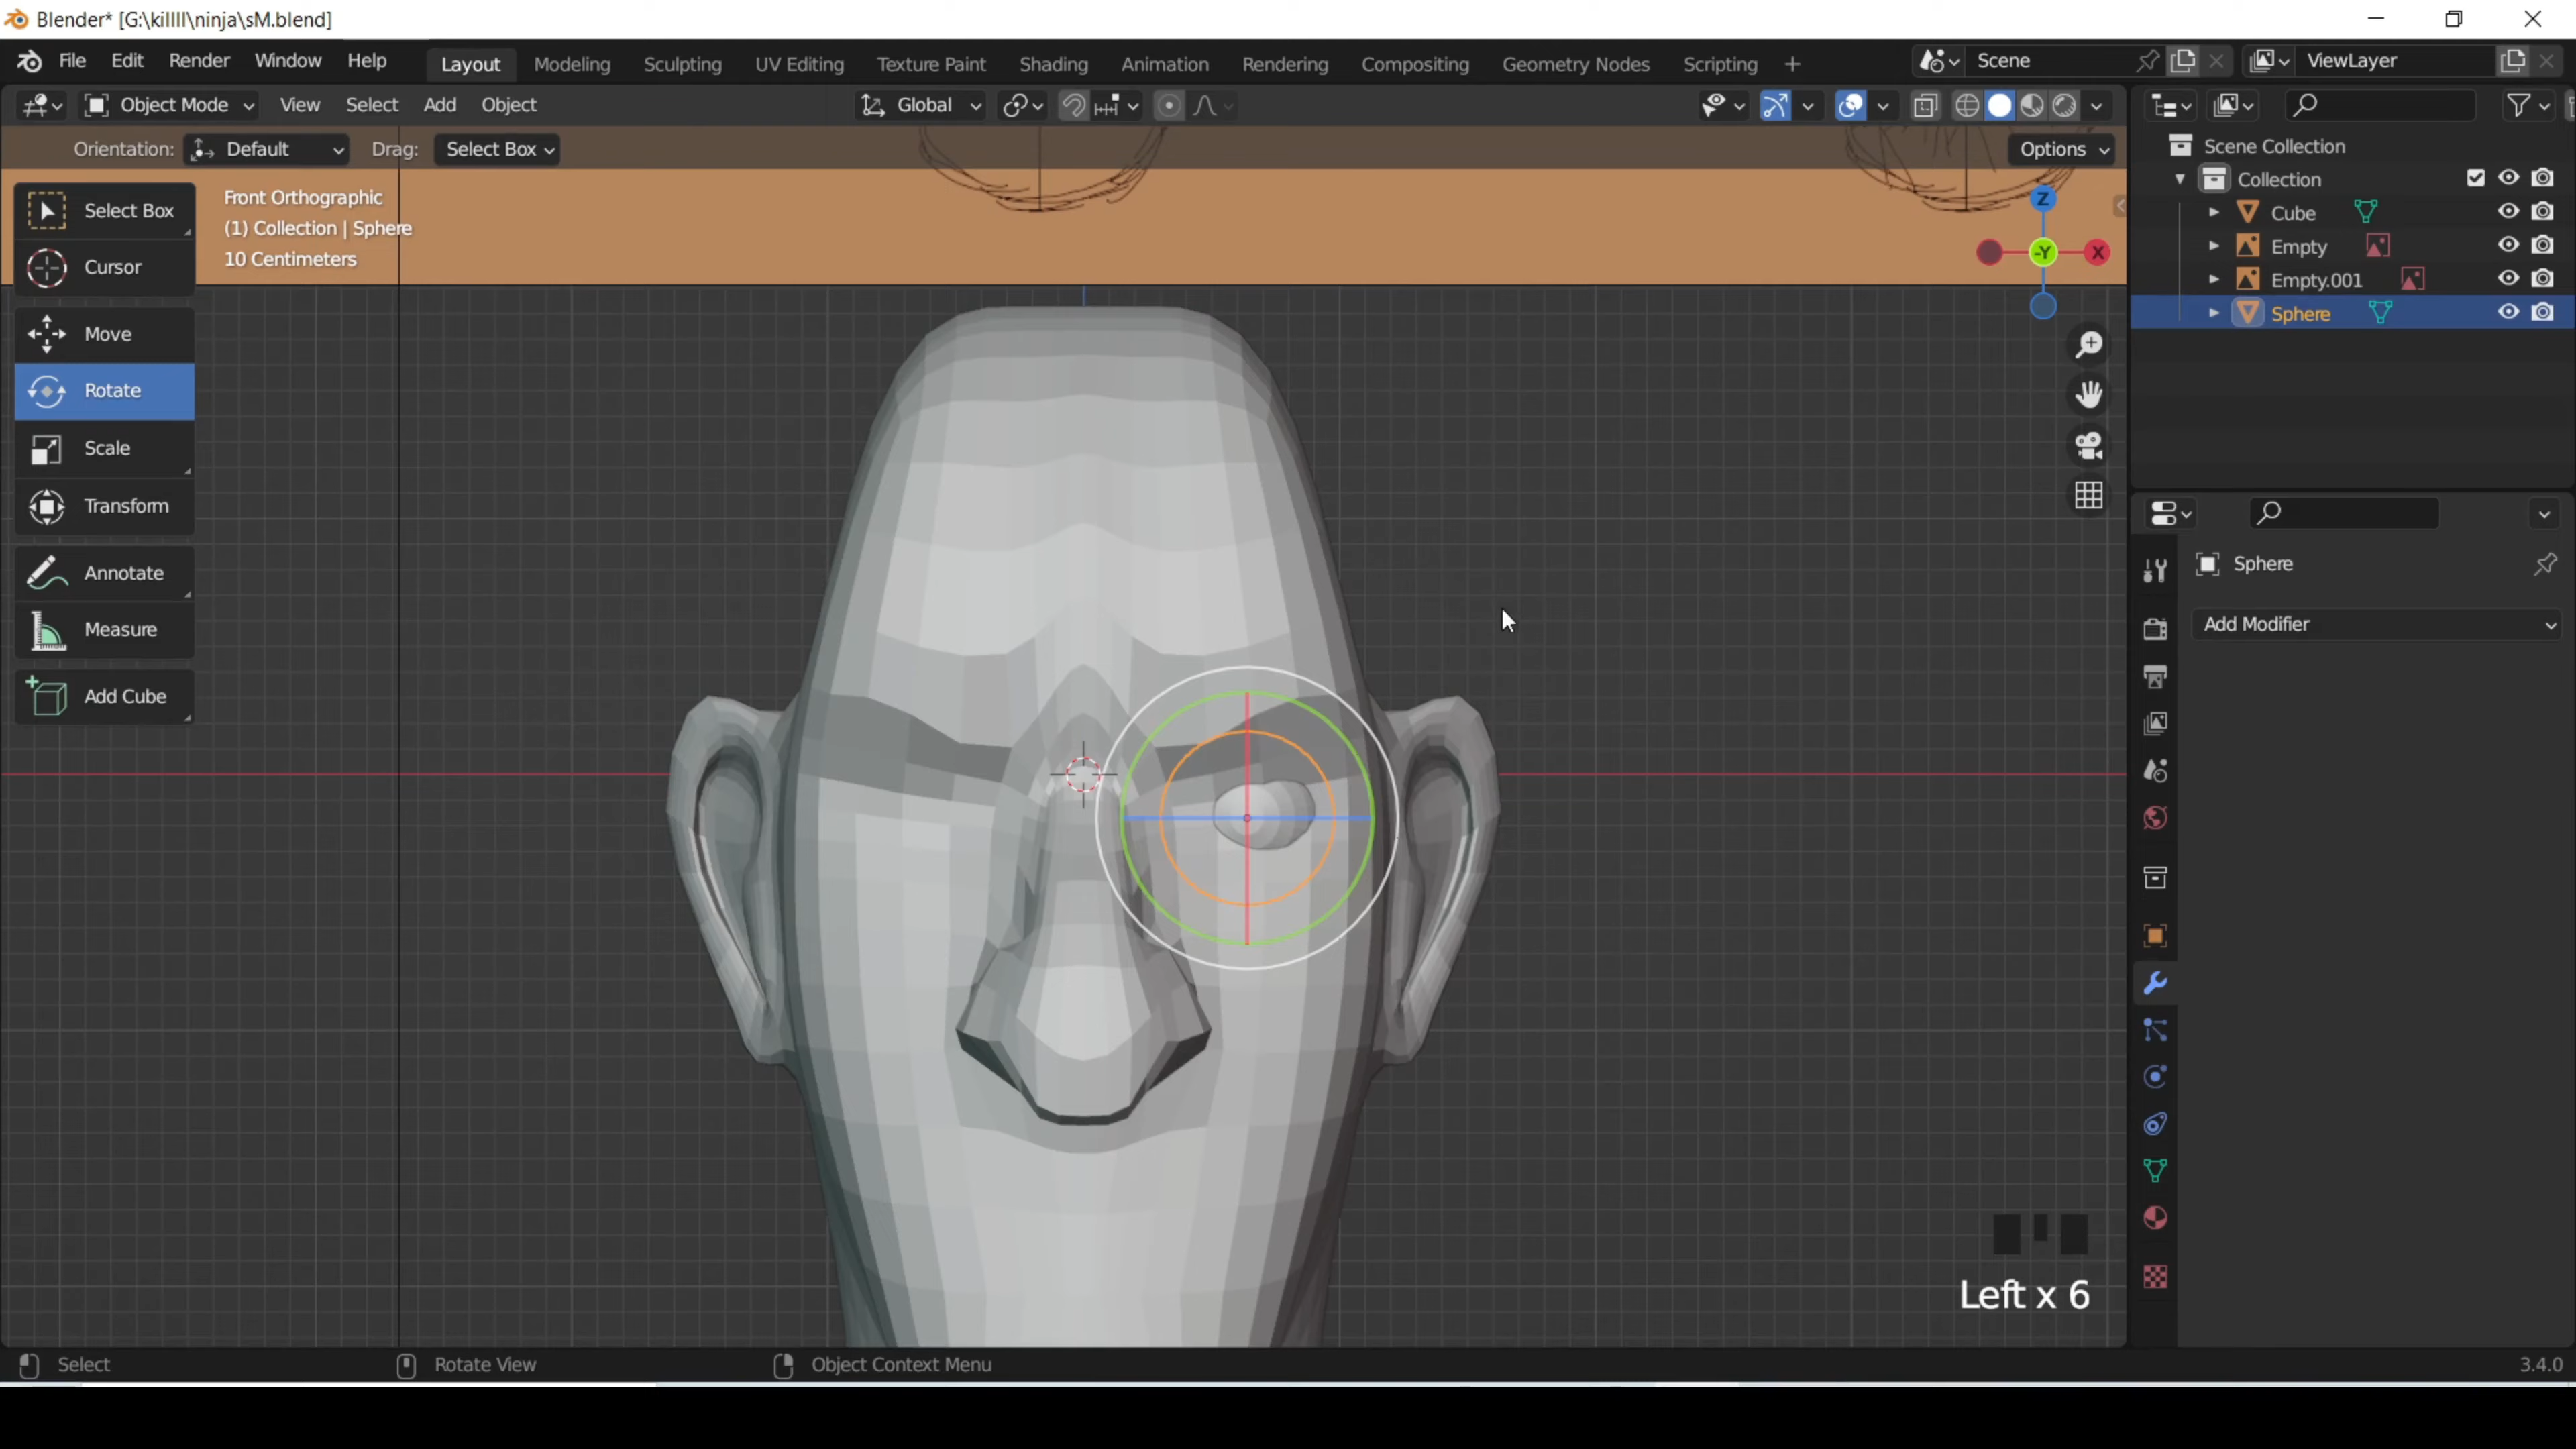 Blender* [G:\killll\ninja\sM.blend]
File Edit Render Window Help Layout Modeling Sculpting UV Editing Texture Paint Shading Animation Rendering Compositing Geometry Nodes Scripting + Scene ViewLayer
Object Mode View Select Add Object Global
Orientation: Default Drag: Select Box Options
Scene Collection
Collection
Cube
Empty
Empty.001
Sphere
Select Box
Cursor
Move
Rotate
Scale
Transform
Annotate
Measure
Add Cube
Front Orthographic
(1) Collection | Sphere
10 Centimeters
Z
-Y
X
Sphere
Add Modifier
Left x 6
Select Rotate View Object Context Menu 3.4.0